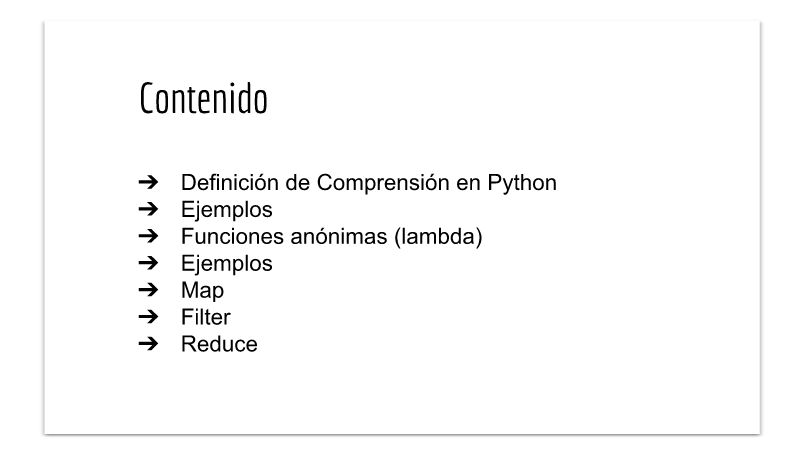 Contenido
➔ Definición de Comprensión en Python
➔ Ejemplos
➔ Funciones anónimas (lambda)
➔ Ejemplos
➔ Map
➔ Filter
➔ Reduce